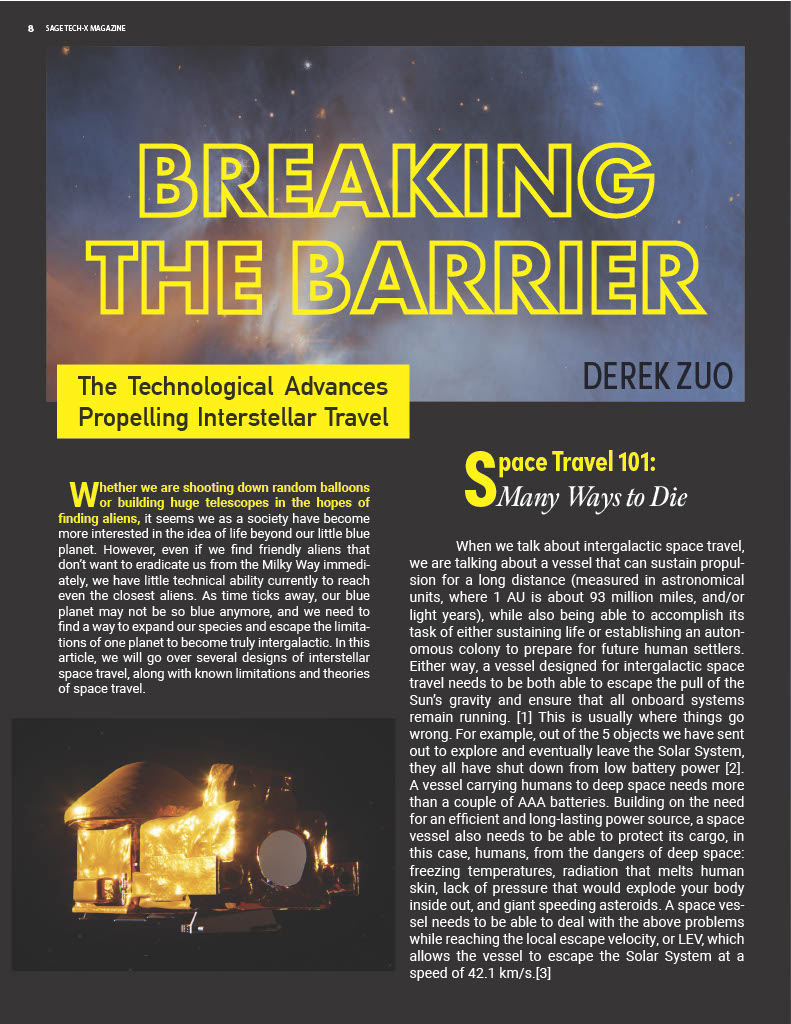 8 SAGE TECH-X MAGAZINE
BREAKING
THE BARRIER
DEREK ZUO
The Technological Advances
Propelling Interstellar Travel
Whether we are shooting down random balloons
or building huge telescopes in the hopes of
finding aliens, it seems we as a society have become
more interested in the idea of life beyond our little blue
planet. However, even if we find friendly aliens that
don't want to eradicate us from the Milky Way immedi-
ately, we have little technical ability currently to reach
even the closest aliens. As time ticks away, our blue
planet may not be so blue anymore, and we need to
find a way to expand our species and escape the limita-
tions of one planet to become truly intergalactic. In this
article, we will go over several designs of interstellar
space travel, along with known limitations and theories
of space travel.
Space Travel 101:
Many Ways to Die
When we talk about intergalactic space travel,
we are talking about a vessel that can sustain propul-
sion for a long distance (measured in astronomical
units, where 1 AU is about 93 million miles, and/or
light years), while also being able to accomplish its
task of either sustaining life or establishing an auton-
omous colony to prepare for future human settlers.
Either way, a vessel designed for intergalactic space
travel needs to be both able to escape the pull of the
Sun's gravity and ensure that all onboard systems
remain running. [1] This is usually where things go
wrong. For example, out of the 5 objects we have sent
out to explore and eventually leave the Solar System,
they all have shut down from low battery power [2].
A vessel carrying humans to deep space needs more
than a couple of AAA batteries. Building on the need
for an efficient and long-lasting power source, a space
vessel also needs to be able to protect its cargo, in
this case, humans, from the dangers of deep space:
freezing temperatures, radiation that melts human
skin, lack of pressure that would explode your body
inside out, and giant speeding asteroids. A space ves-
sel needs to be able to deal with the above problems
while reaching the local escape velocity, or LEV, which
allows the vessel to escape the Solar System at a
speed of 42.1 km/s.[3]